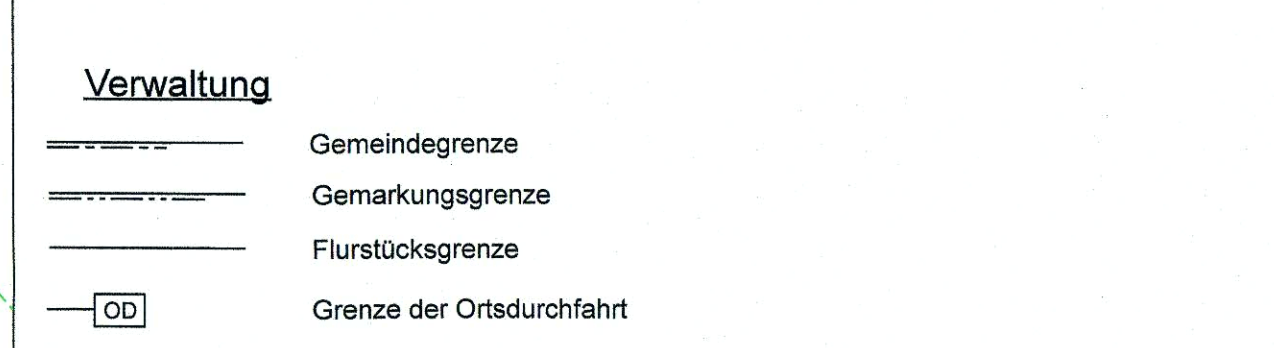 Verwaltung
Gemeindegrenze
Gemarkungsgrenze
Flurstücksgrenze
OD Grenze der Ortsdurchfahrt